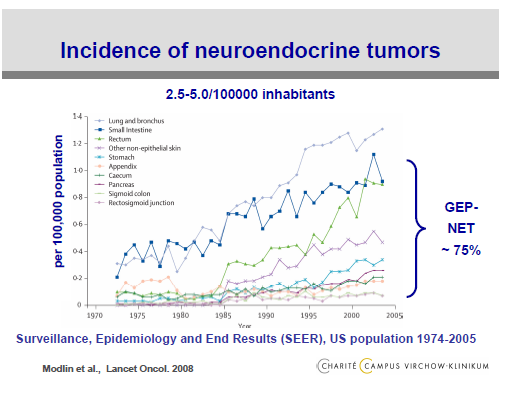 Incidence of neuroendocrine tumors
2.5-5.0/100000 inhabitants
per 100,000 population
1·4
1·2
1·0
0·8
0·6
0·4
0·2
0
Lung and bronchus
Small Intestine
Rectum
Other non-epithelial skin
Stomach
Appendix
Caecum
Pancreas
Sigmoid colon
Rectosigmoid junction
1970
1975
1980
1985
1990
1995
2000
2005
Year
GEP-
NET
~ 75%
Surveillance, Epidemiology and End Results (SEER), US population 1974-2005
Modlin et al., Lancet Oncol. 2008
CHARITÉ CAMPUS VIRCHOW-KLINIKUM